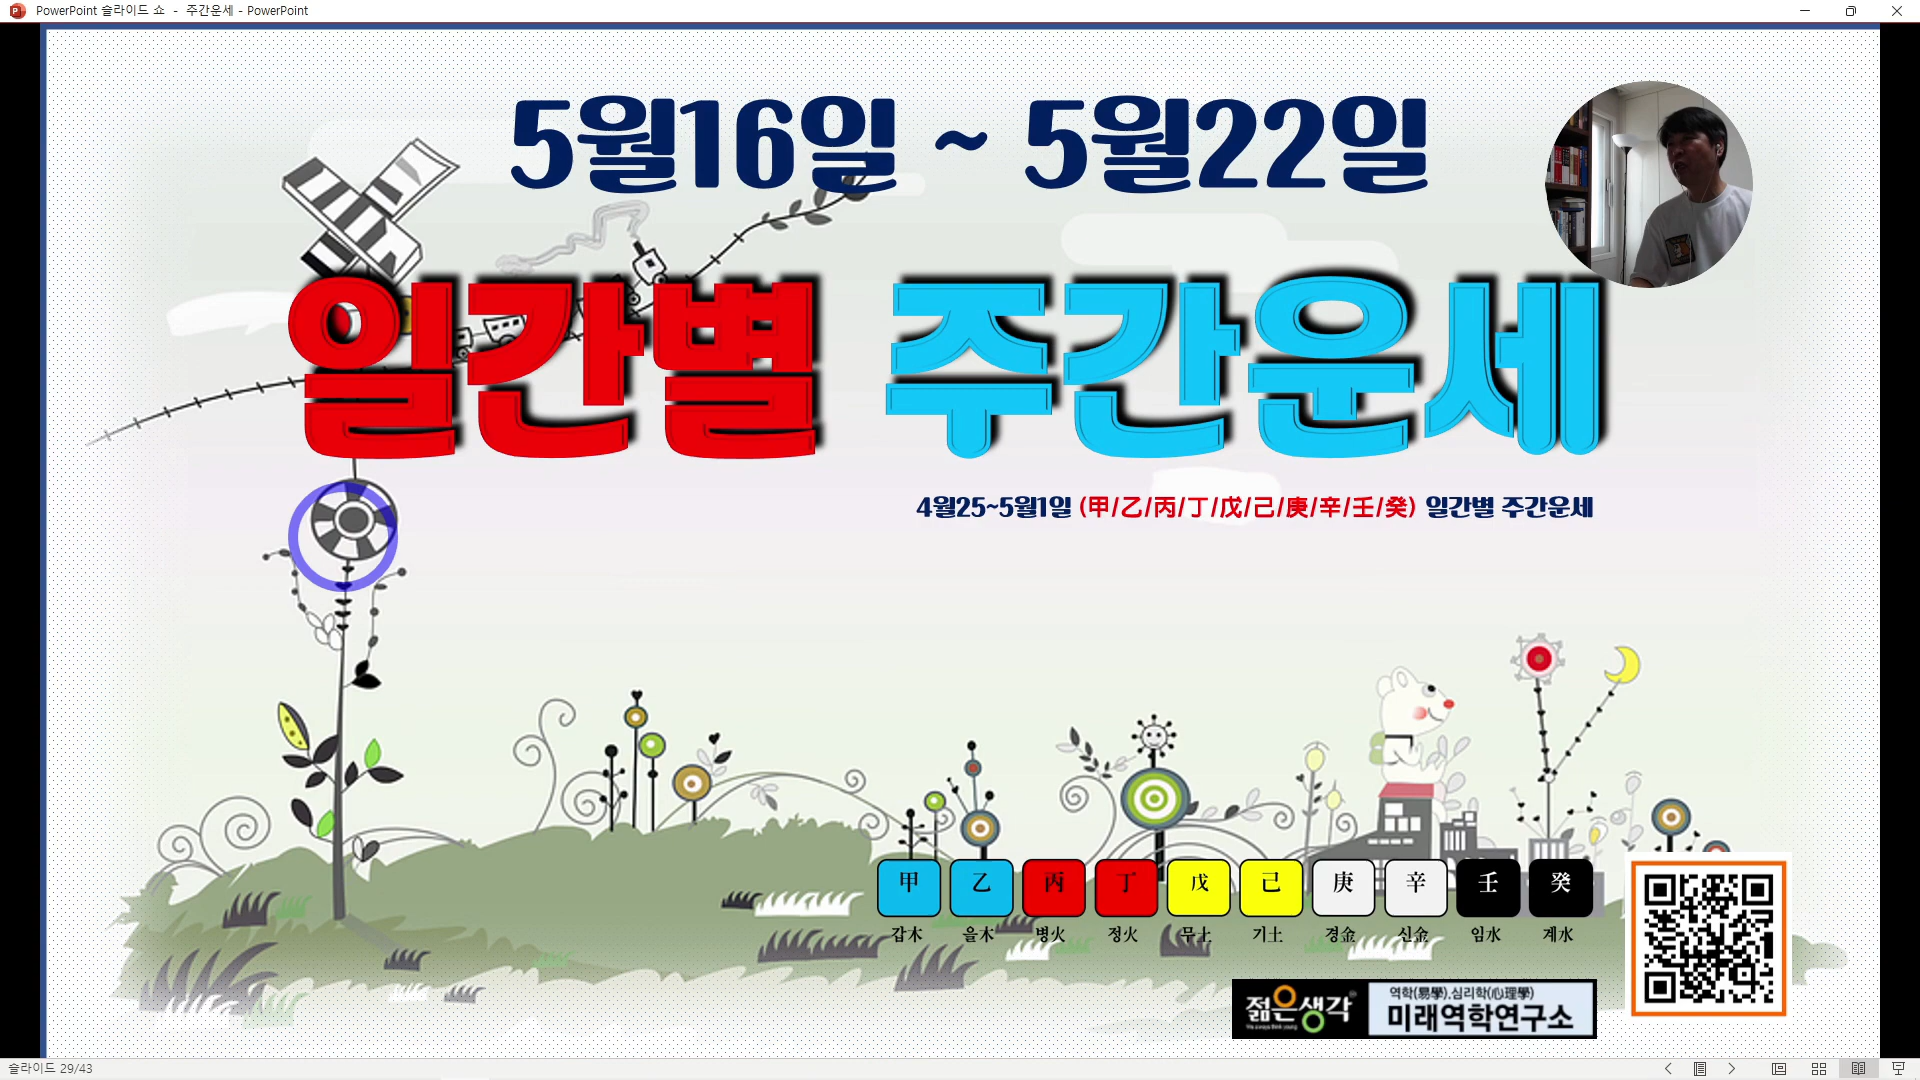 PowerPoint 슬라이드 쇼 - 주간운세 - PowerPoint
5월16일 ~ 5월22일
일간별 주간운세
4월25~5월1일 (甲/乙/丙/丁/戊/己/庚/辛/壬/癸) 일간별 주간운세
甲 乙 丙 丁 戊 己 庚 辛 壬 癸
갑木 을木 병火 정火 무土 기土 경金 신金 임水 계水
젊은생각
We always think young
역학(易學).심리학(心理學)
미래역학연구소
슬라이드 29/43